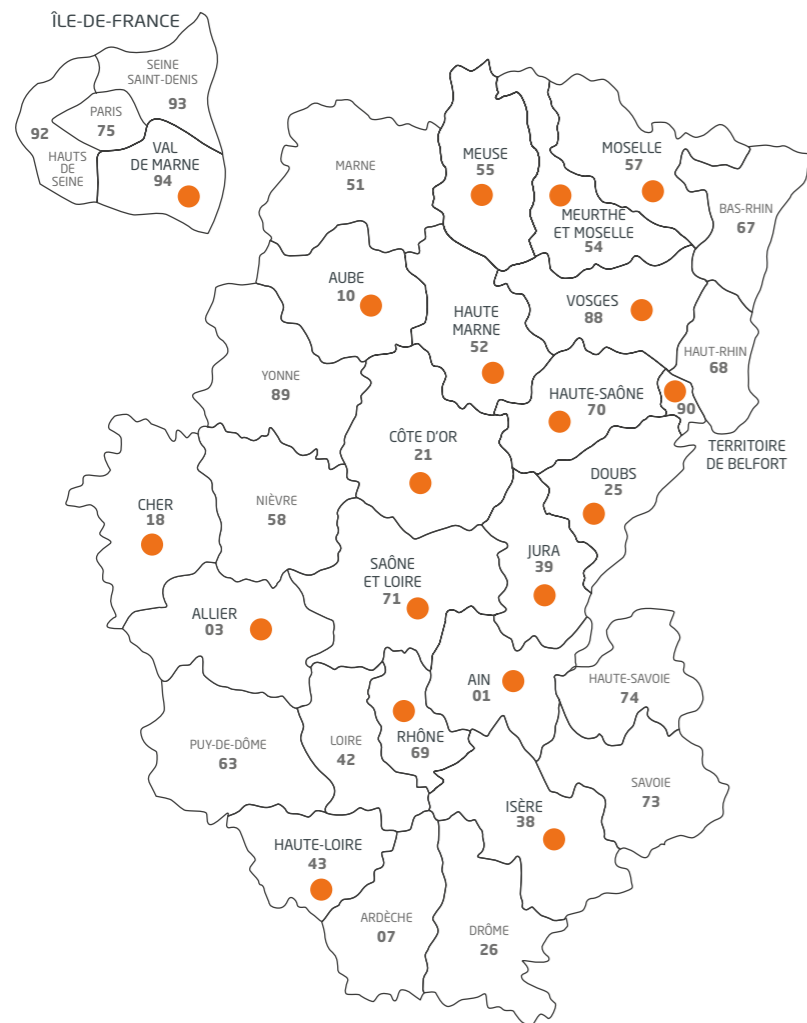 ÎLE-DE-FRANCE
SEINE
SAINT-DENIS
93
PARIS
75
92
HAUTS
DE
SEINE
VAL
DE MARNE
94
MARNE
51
MEUSE
55
MOSELLE
57
MEURTHE
ET MOSELLE
54
BAS-RHIN
67
AUBE
10
HAUTE
MARNE
52
VOSGES
88
HAUT-RHIN
68
YONNE
89
HAUTE-SAÔNE
70
90
TERRITOIRE
DE BELFORT
CÔTE D'OR
21
DOUBS
25
CHER
18
NIÈVRE
58
SAÔNE
ET LOIRE
71
JURA
39
ALLIER
03
AIN
01
HAUTE-SAVOIE
74
PUY-DE-DÔME
63
LOIRE
42
RHÔNE
69
SAVOIE
73
ISÈRE
38
HAUTE-LOIRE
43
ARDÈCHE
07
DRÔME
26